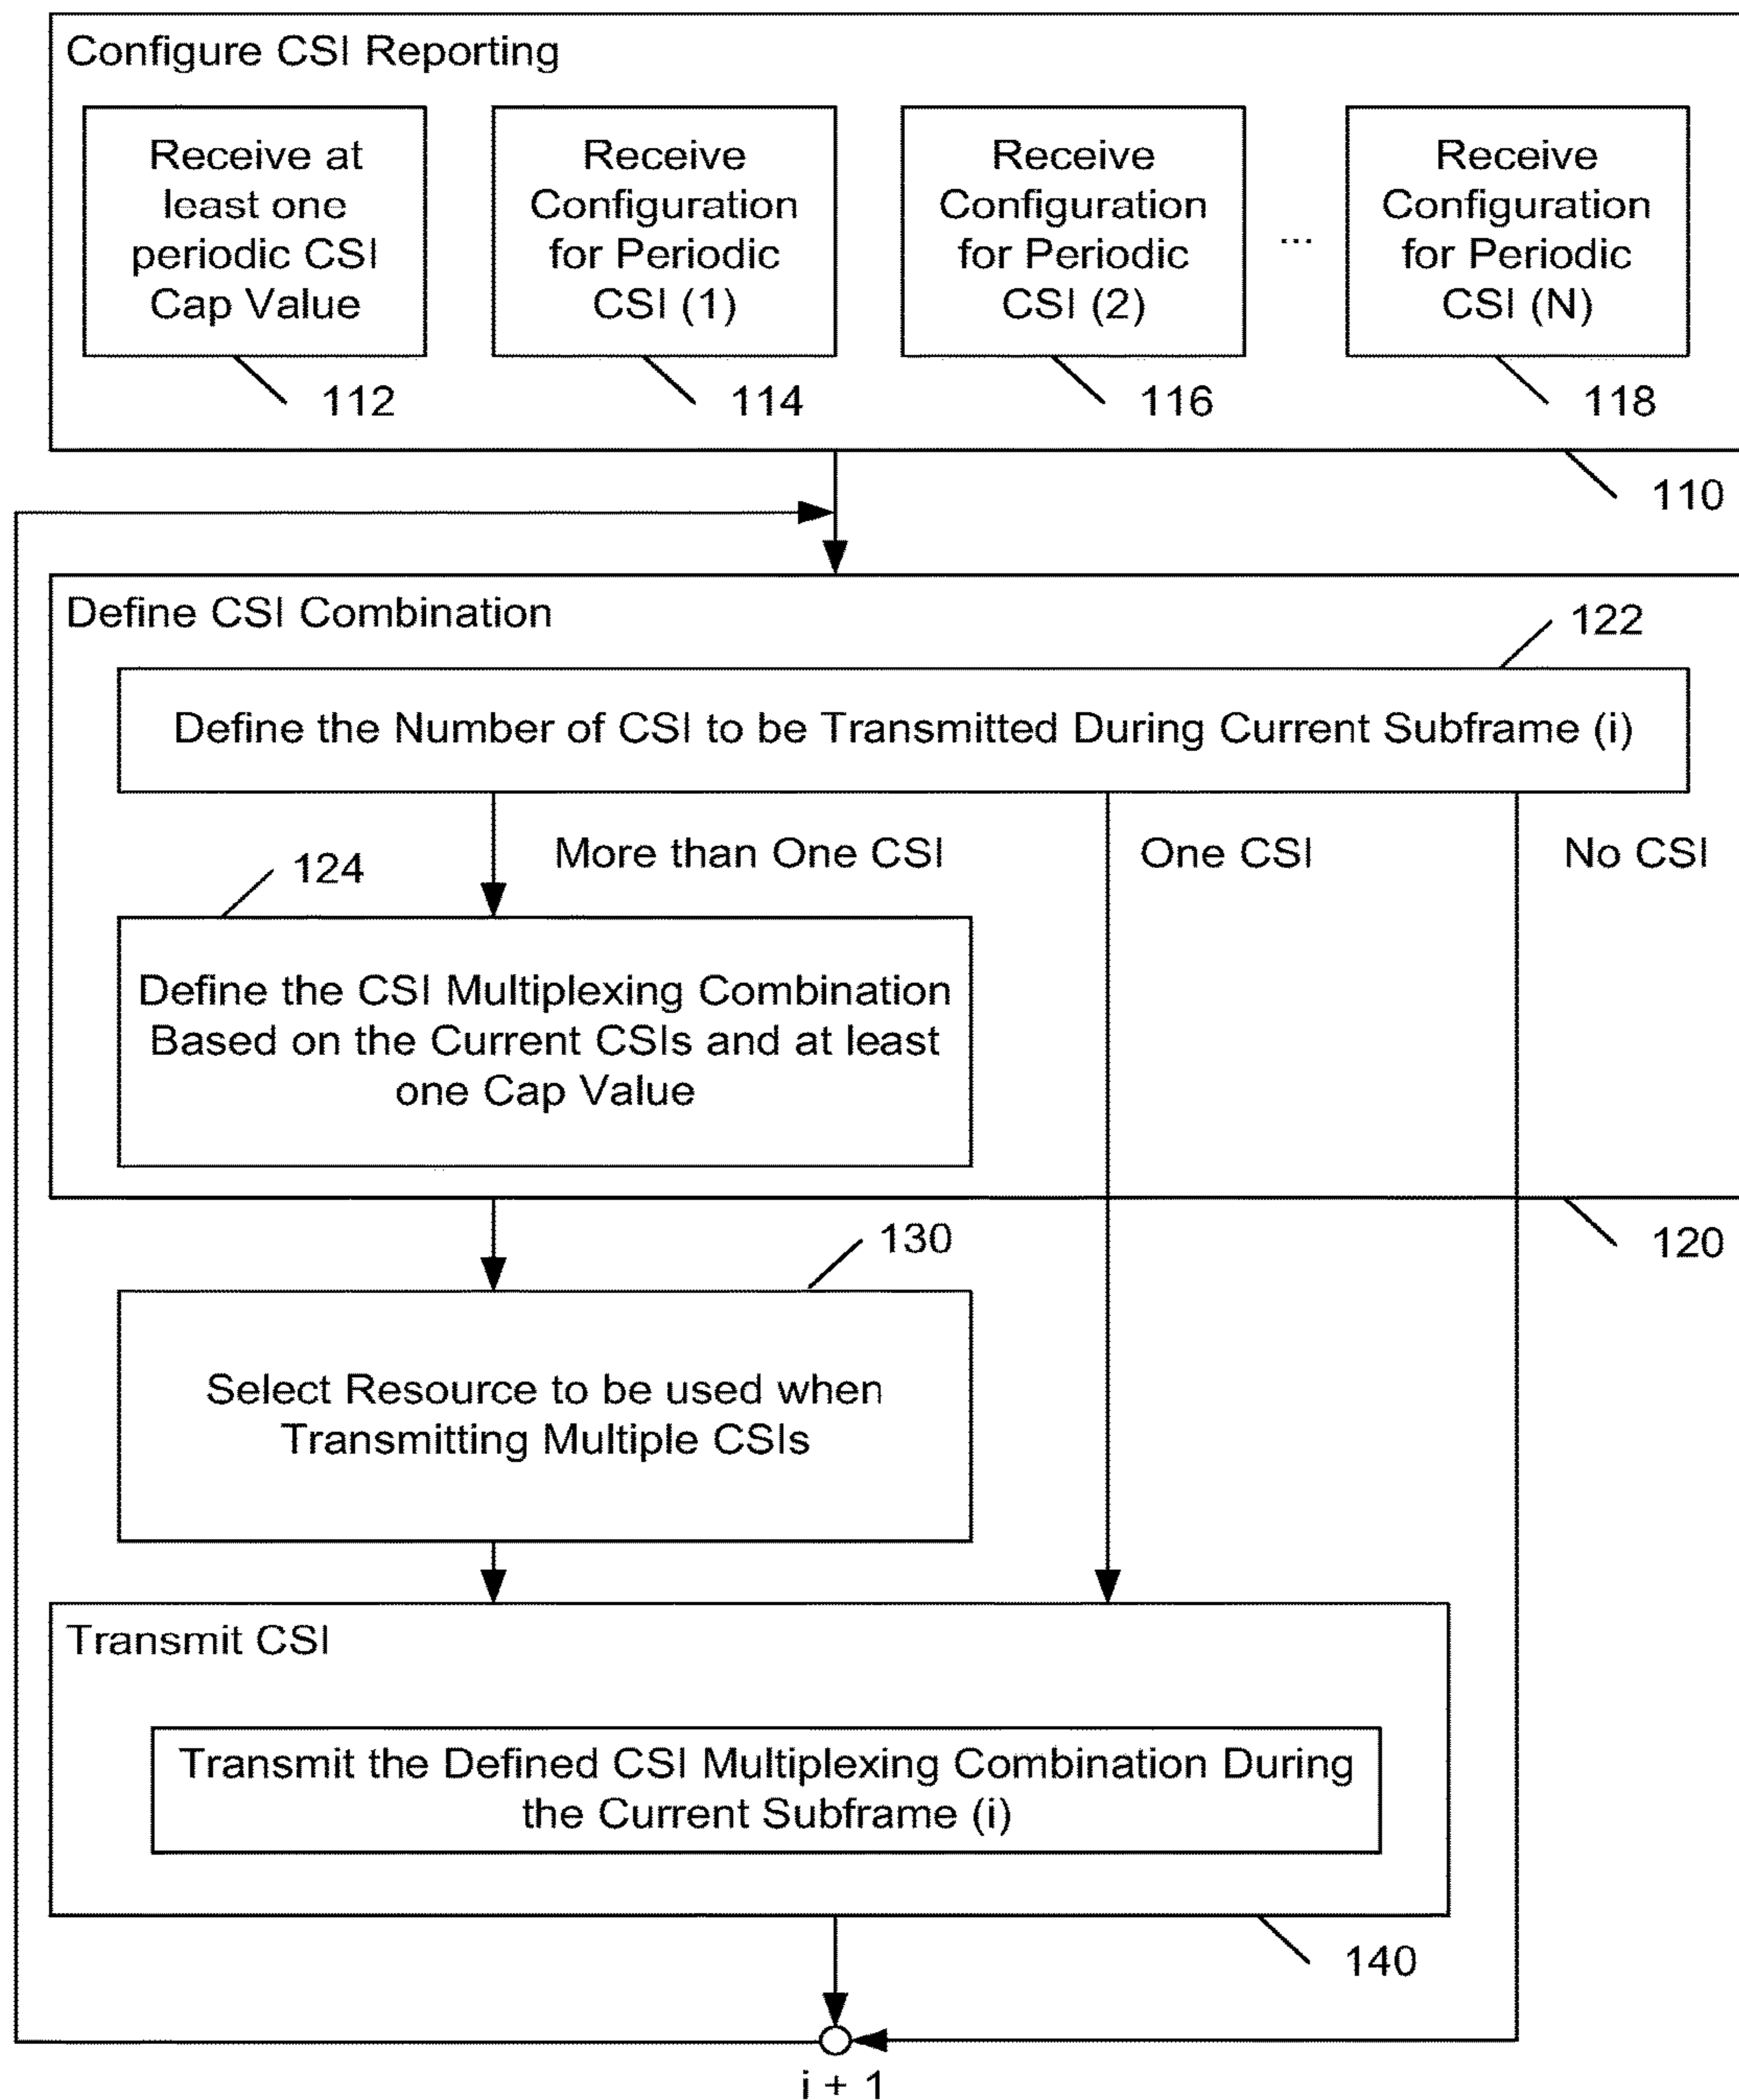 Configure CSI Reporting
Receive at
least one
periodic CSI
Cap Value
Receive
Configuration
for Periodic
CSI (1)
Receive
Configuration
for Periodic
CSI (2)
...
Receive
Configuration
for Periodic
CSI (N)
112
114
116
118
110
Define CSI Combination
122
Define the Number of CSI to be Transmitted During Current Subframe (i)
More than One CSI
One CSI
No CSI
124
Define the CSI Multiplexing Combination
Based on the Current CSIs and at least
one Cap Value
130
120
Select Resource to be used when
Transmitting Multiple CSIs
Transmit CSI
Transmit the Defined CSI Multiplexing Combination During
the Current Subframe (i)
140
i + 1